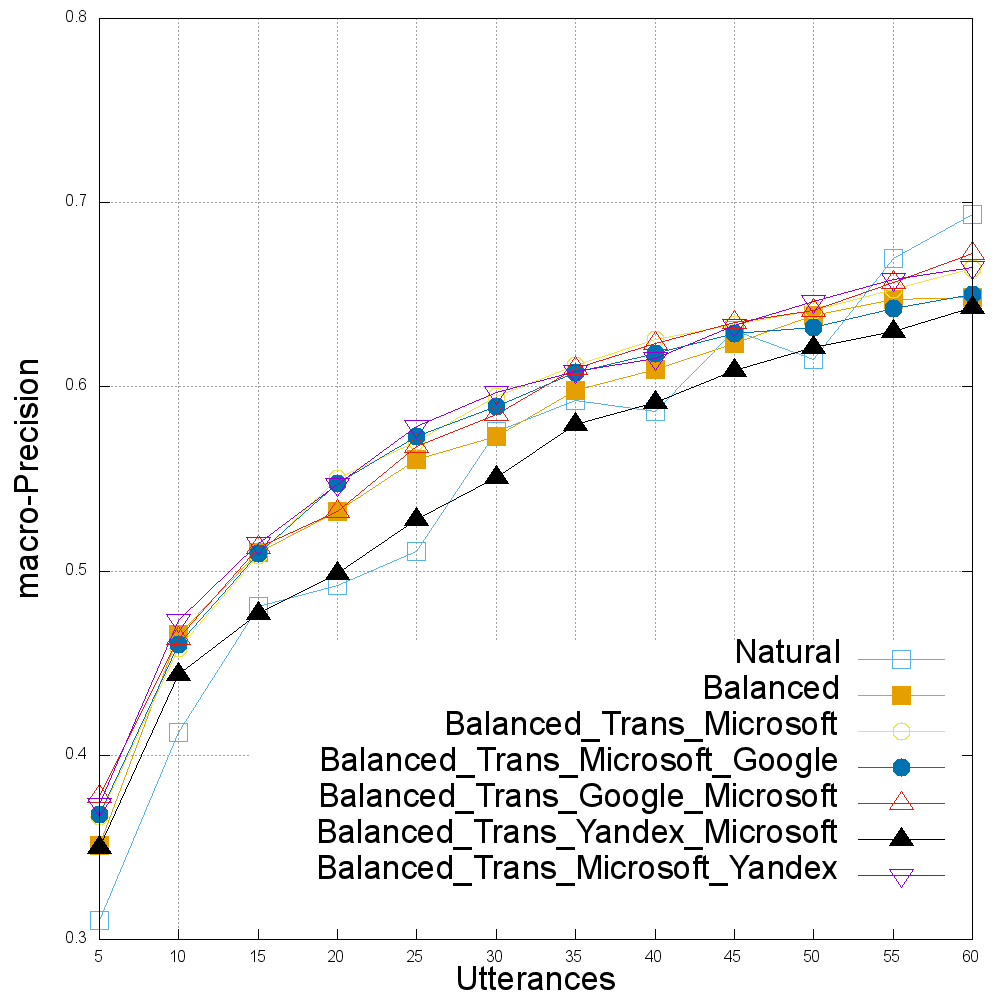 0.8
0.7
0.6
0.5
0.4
0.3
macro-Precision
Natural
Balanced
Balanced_Trans_Microsoft
Balanced_Trans_Microsoft_Google
Balanced_Trans_Google_Microsoft
Balanced_Trans_Yandex_Microsoft
Balanced_Trans_Microsoft_Yandex
5 10 15 20 25 30 35 40 45 50 55 60
Utterances